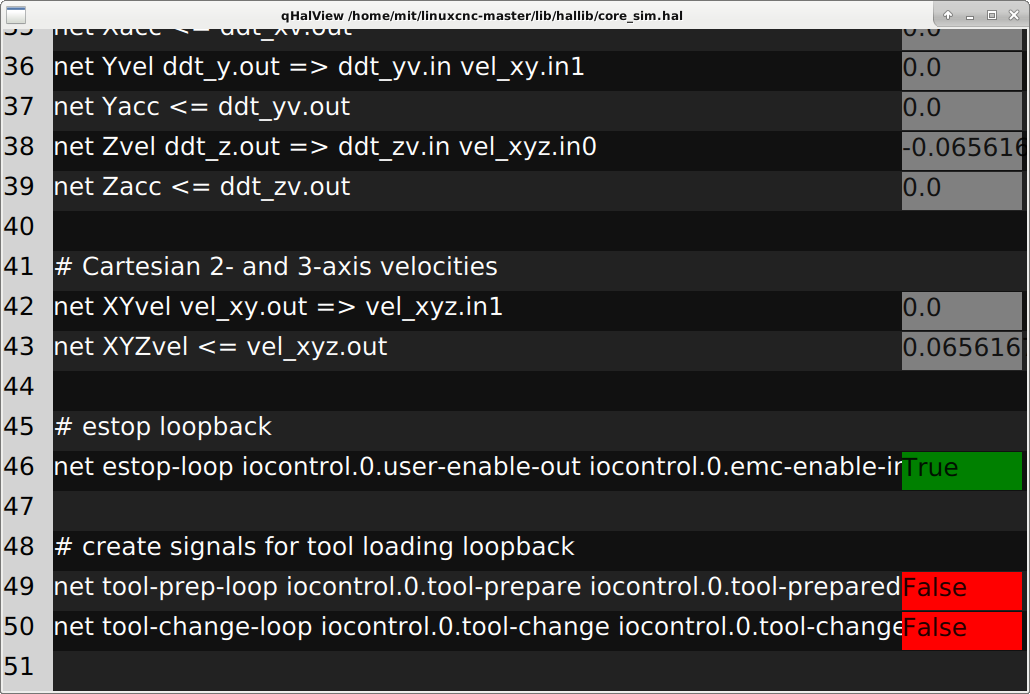 qHalView /home/mit/linuxcnc-master/lib/hallib/core_sim.hal
35 net Xacc <= ddt_xv.out 0.0
36 net Yvel ddt_y.out => ddt_yv.in vel_xy.in1 0.0
37 net Yacc <= ddt_yv.out 0.0
38 net Zvel ddt_z.out => ddt_zv.in vel_xyz.in0 -0.065616
39 net Zacc <= ddt_zv.out 0.0
40
41 # Cartesian 2- and 3-axis velocities
42 net XYvel vel_xy.out => vel_xyz.in1 0.0
43 net XYZvel <= vel_xyz.out 0.065616
44
45 # estop loopback
46 net estop-loop iocontrol.0.user-enable-out iocontrol.0.emc-enable-in True
47
48 # create signals for tool loading loopback
49 net tool-prep-loop iocontrol.0.tool-prepare iocontrol.0.tool-prepared False
50 net tool-change-loop iocontrol.0.tool-change iocontrol.0.tool-change False
51